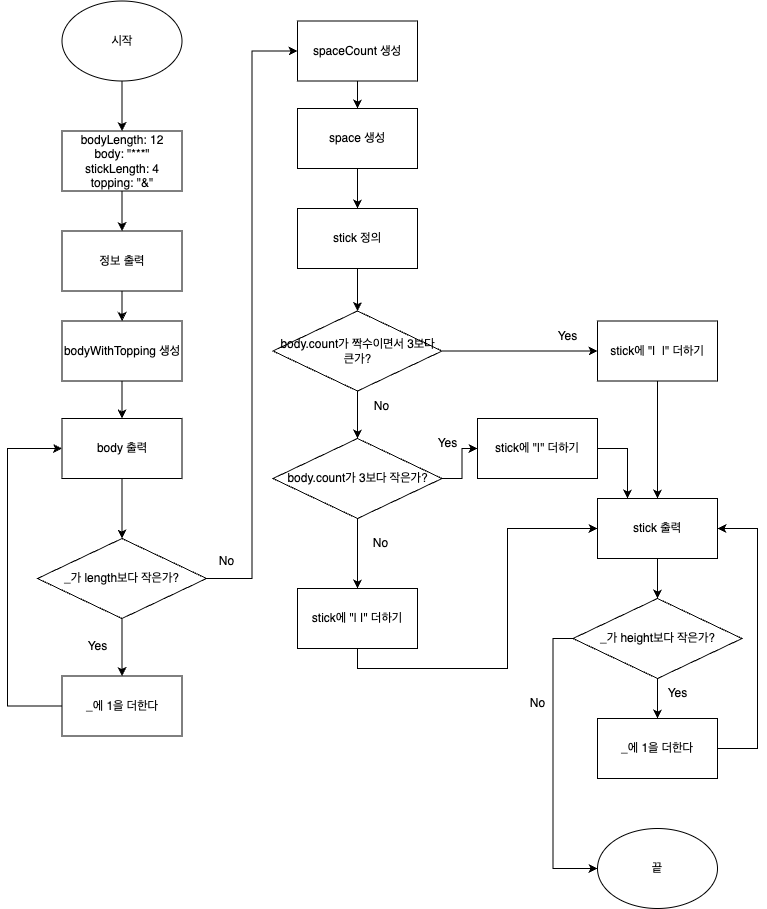 시작
bodyLength: 12
body: "***"
stickLength: 4
topping: "&"
정보 출력
bodyWithTopping 생성
body 출력
_가 length보다 작은가?
No
Yes
_에 1을 더한다
spaceCount 생성
space 생성
stick 정의
body.count가 짝수이면서 3보다
큰가?
Yes
stick에 "| |" 더하기
No
body.count가 3보다 작은가?
Yes
stick에 "|" 더하기
No
stick에 "| |" 더하기
stick 출력
_가 height보다 작은가?
No
Yes
_에 1을 더한다
끝